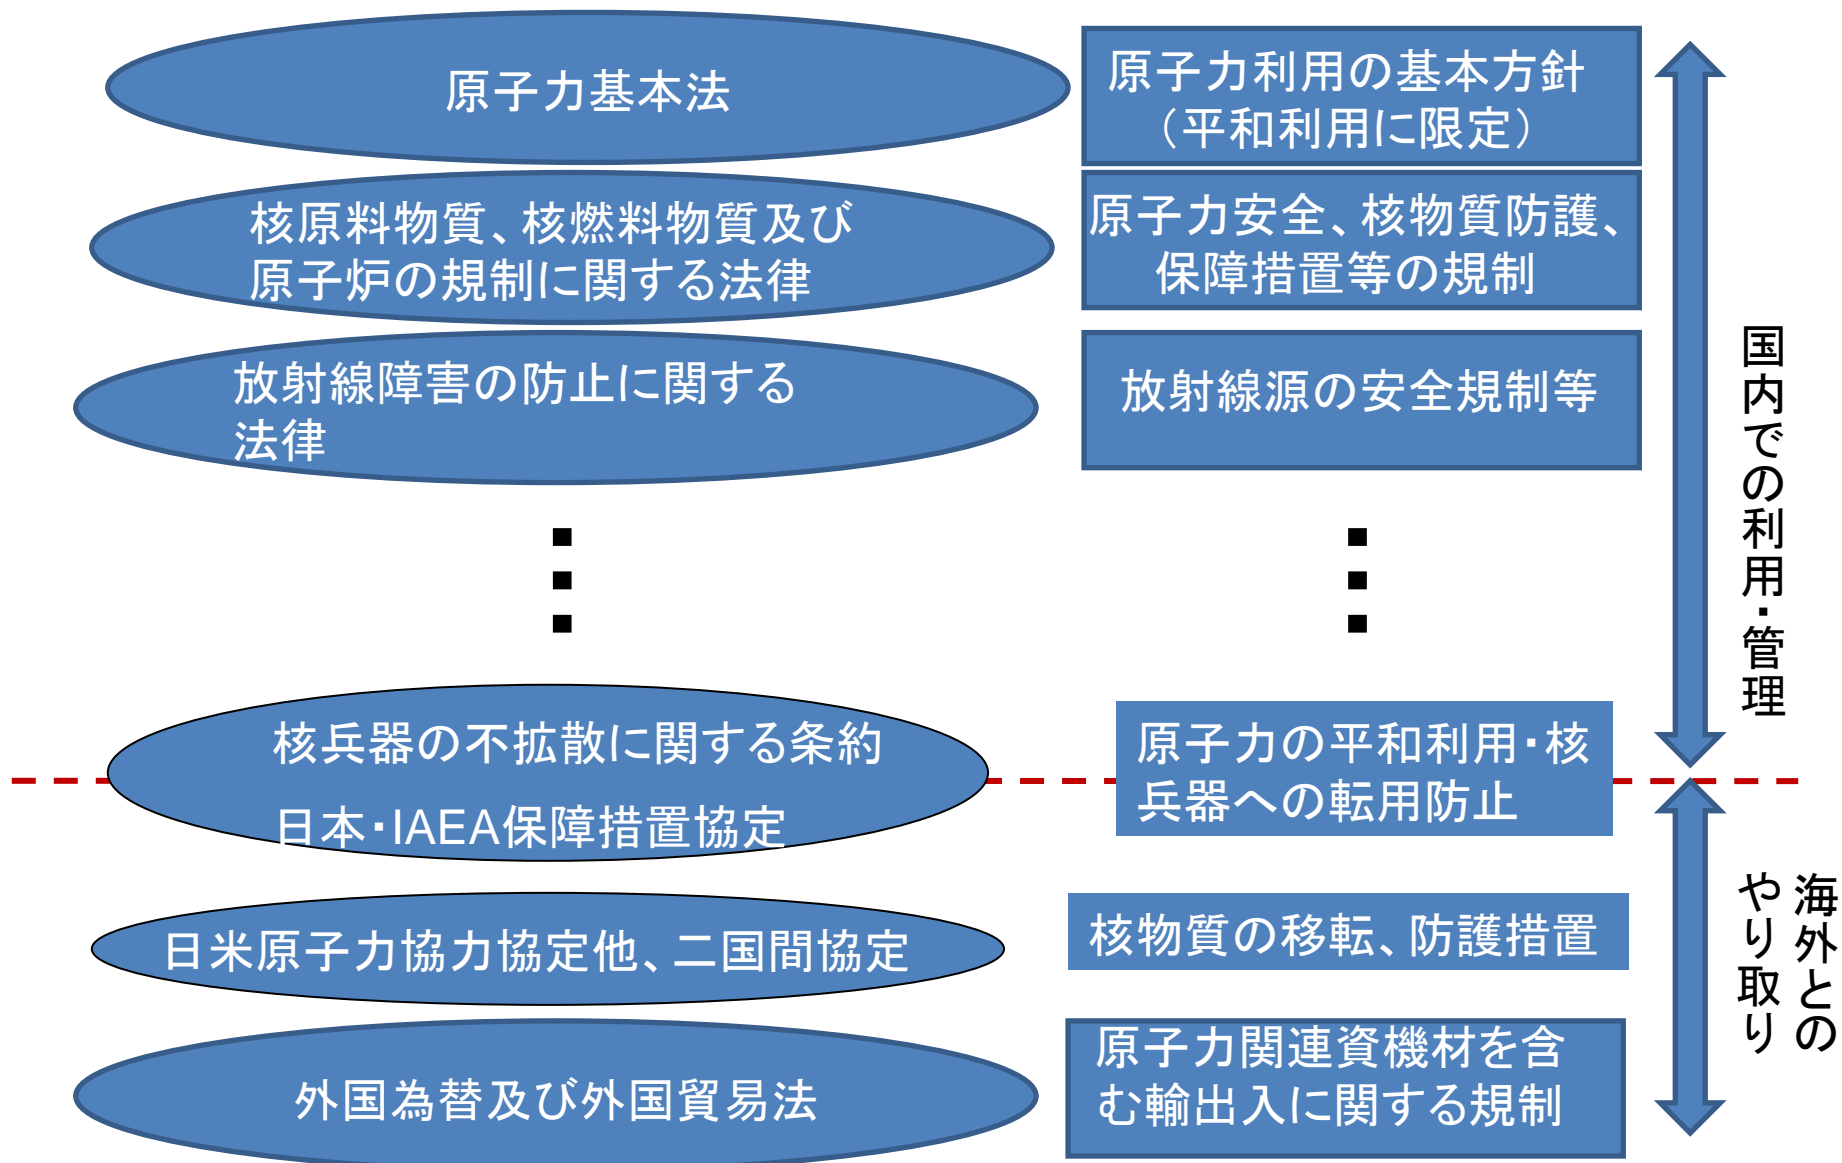 原子力基本法
原子力利用の基本方針
（平和利用に限定）
核原料物質、核燃料物質及び
原子炉の規制に関する法律
原子力安全、核物質防護、
保障措置等の規制
放射線障害の防止に関する
法律
放射線源の安全規制等
国内での利用・管理
核兵器の不拡散に関する条約
日本・IAEA保障措置協定
原子力の平和利用・核
兵器への転用防止
日米原子力協力協定他、二国間協定
核物質の移転、防護措置
外国為替及び外国貿易法
原子力関連資機材を含
む輸出入に関する規制
海外との
やり取り